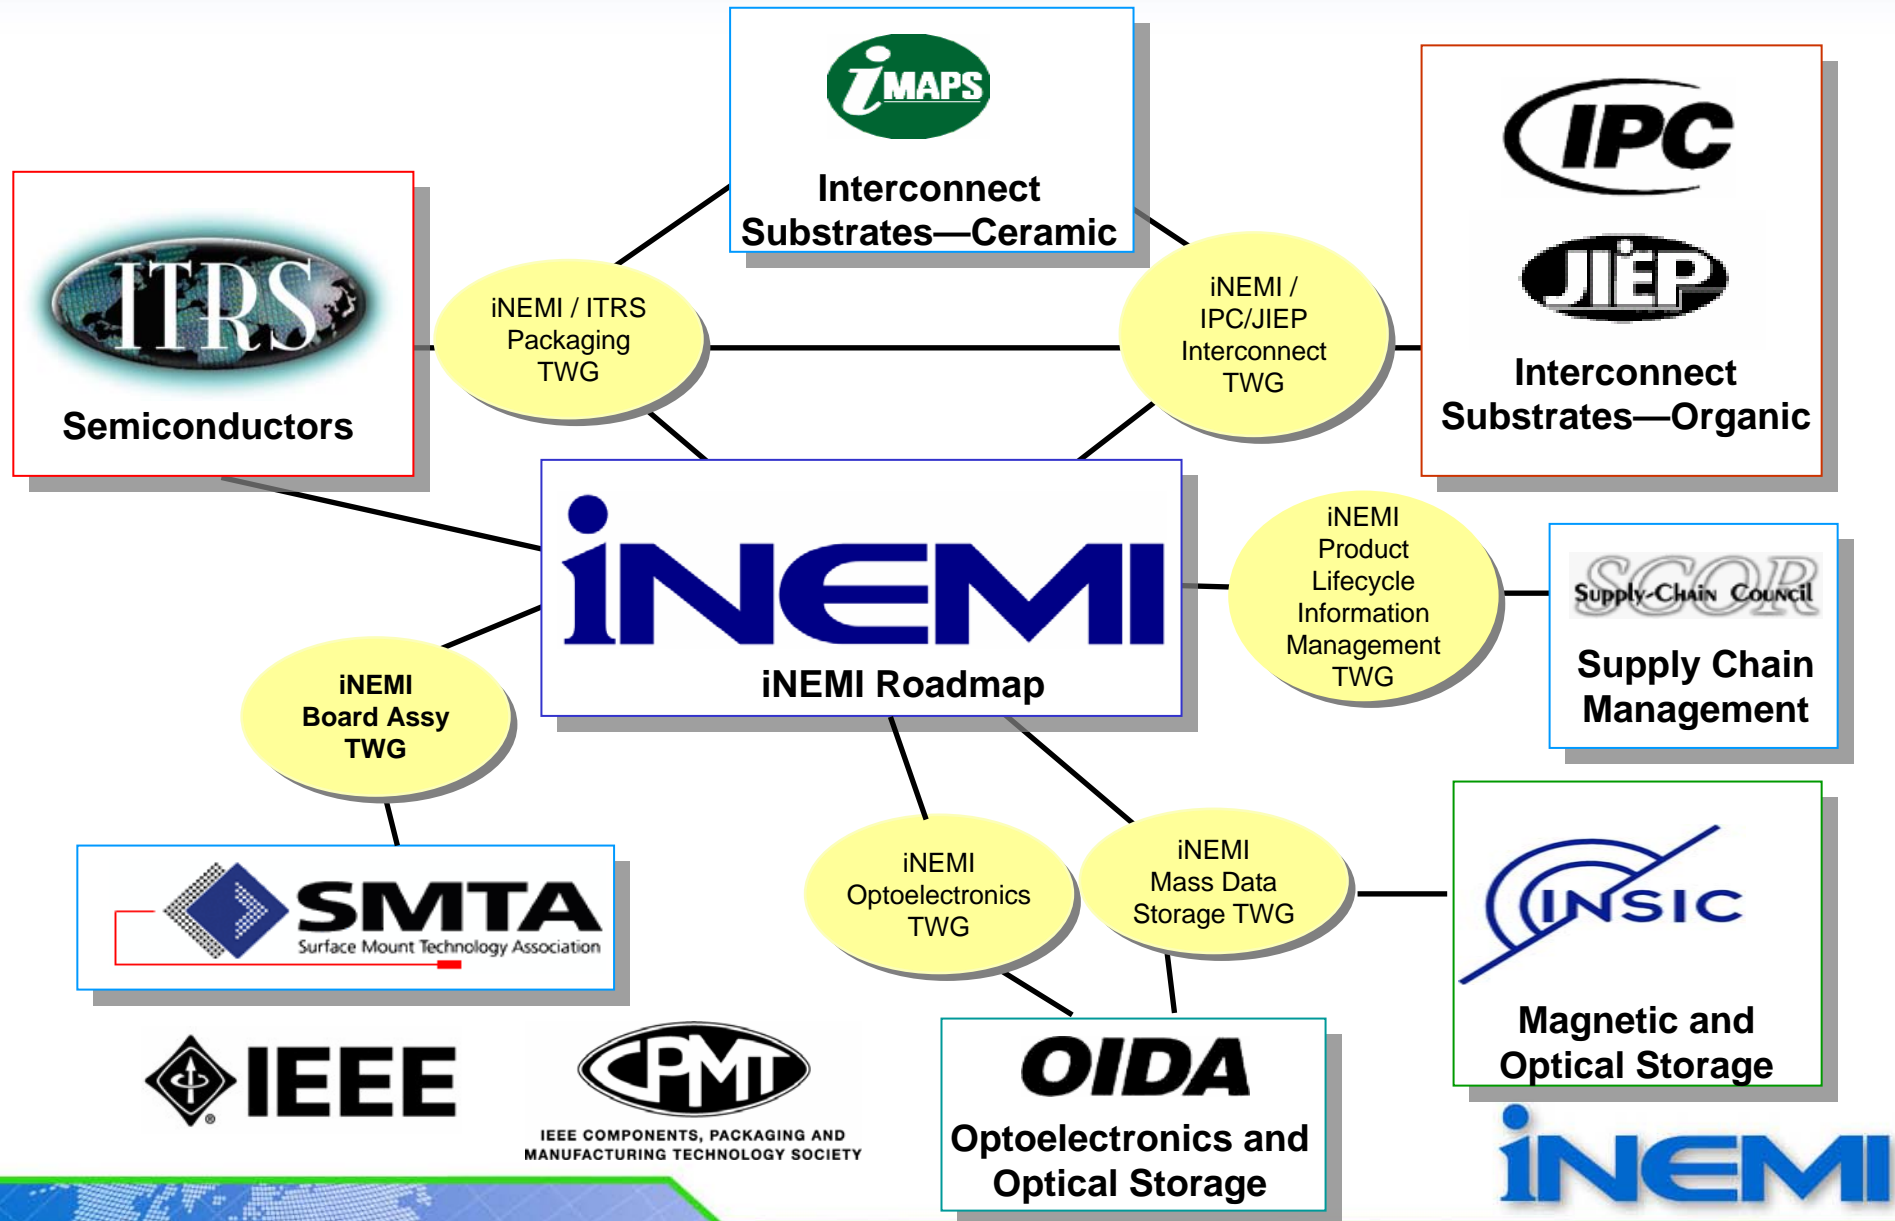 iMAPS
Interconnect
Substrates—Ceramic
IPC
JIEP
Interconnect
Substrates—Organic
ITRS
Semiconductors
iNEMI / ITRS
Packaging
TWG
iNEMI /
IPC/JIEP
Interconnect
TWG
iNEMI
iNEMI Roadmap
iNEMI
Product
Lifecycle
Information
Management
TWG
SCOR
Supply-Chain Council
Supply Chain
Management
iNEMI
Board Assy
TWG
SMTA
Surface Mount Technology Association
iNEMI
Optoelectronics
TWG
iNEMI
Mass Data
Storage TWG
INSIC
Magnetic and
Optical Storage
IEEE
®
CPMT
IEEE COMPONENTS, PACKAGING AND
MANUFACTURING TECHNOLOGY SOCIETY
OIDA
Optoelectronics and
Optical Storage
iNEMI